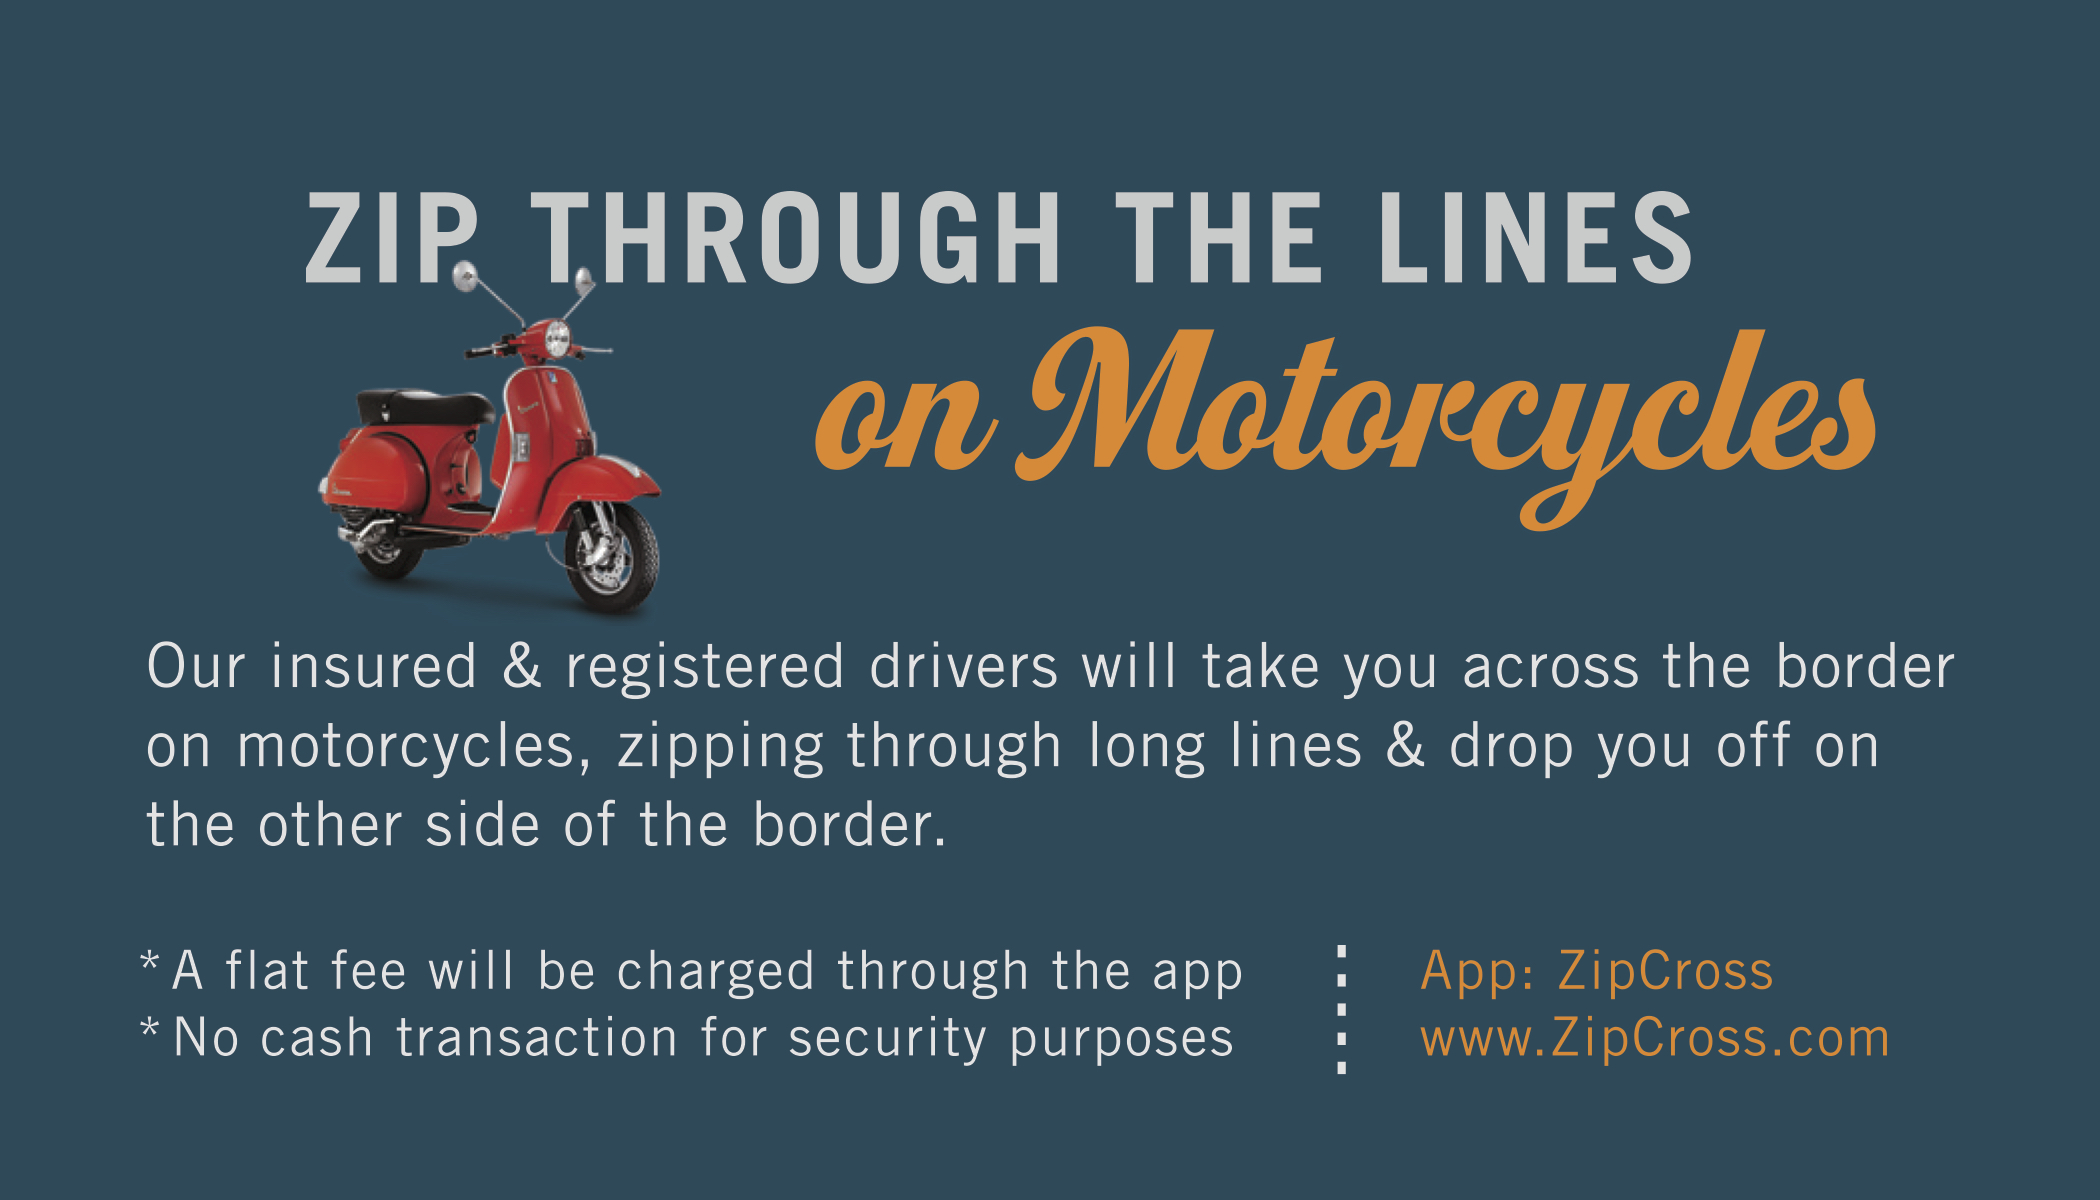 ZIP THROUGH THE LINES
on Motorcycles
Our insured & registered drivers will take you across the border
on motorcycles, zipping through long lines & drop you off on
the other side of the border.
* A flat fee will be charged through the app
* No cash transaction for security purposes
App: ZipCross
www.ZipCross.com